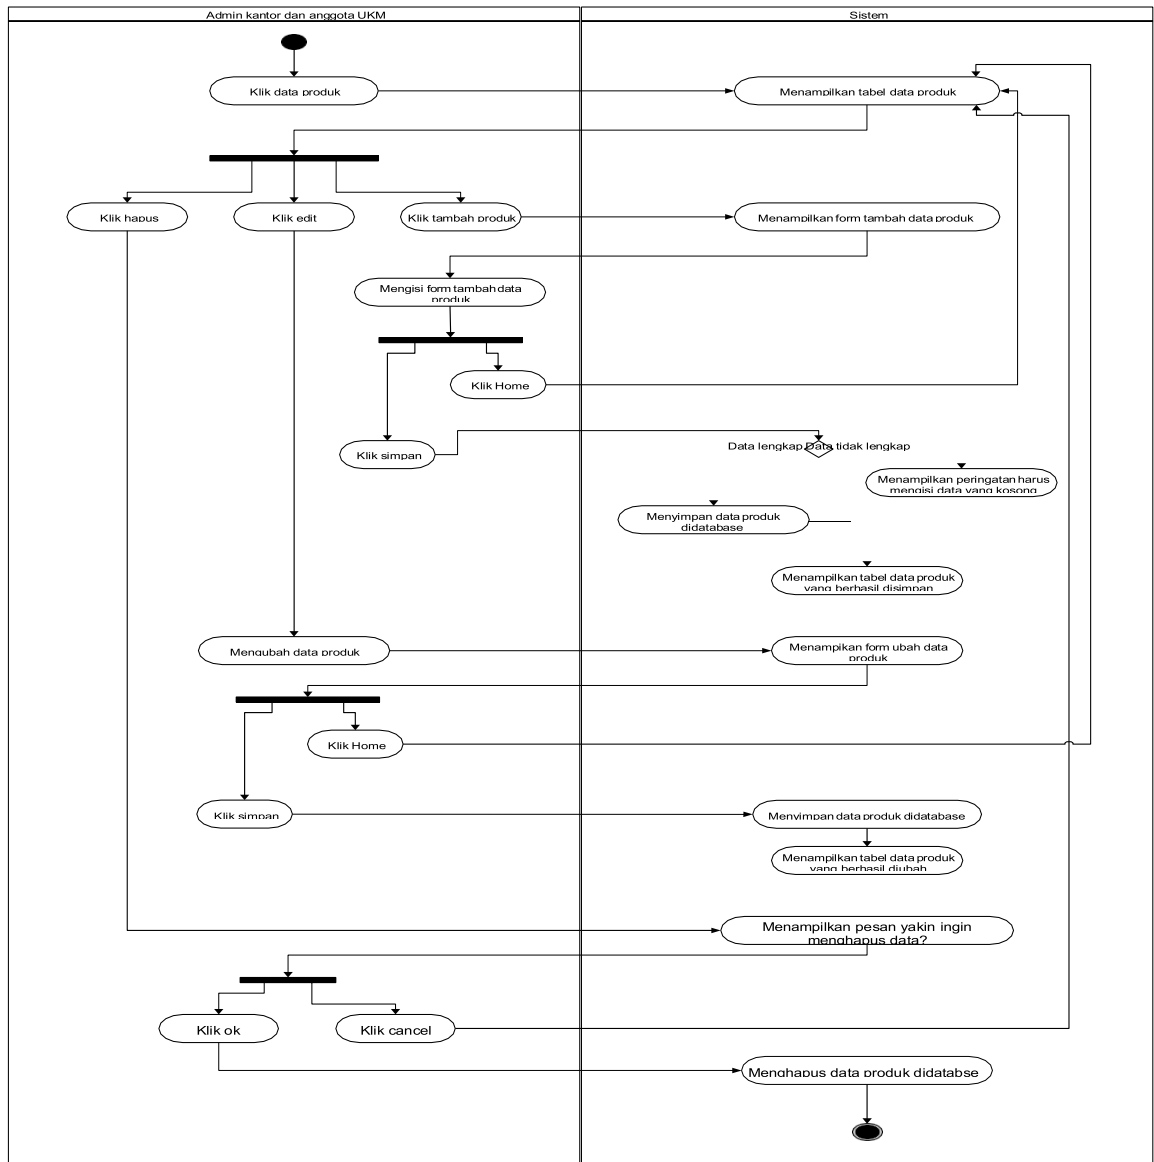 Admin kantor dan anggota UKM
Sistem
Klik data produk
Menampilkan tabel data produk
Klik hapus
Klik edit
Klik tambah produk
Menampilkan form tambah data produk
Mengisi form tambah data
produk
Klik Home
Klik simpan
Data lengkap
Data tidak lengkap
Menampilkan peringatan harus
mengisi data yang kosong
Menyimpan data produk
didatabase
Menampilkan tabel data produk
yang berhasil disimpan
Mengubah data produk
Menampikan form ubah data
produk
Klik Home
Klik simpan
Menyimpan data produk didatabase
Menampilkan tabel data produk
yang berhasil diubah
Menampilkan pesan yakin ingin
menghapus data?
Klik ok
Klik cancel
Menghapus data produk didatabse